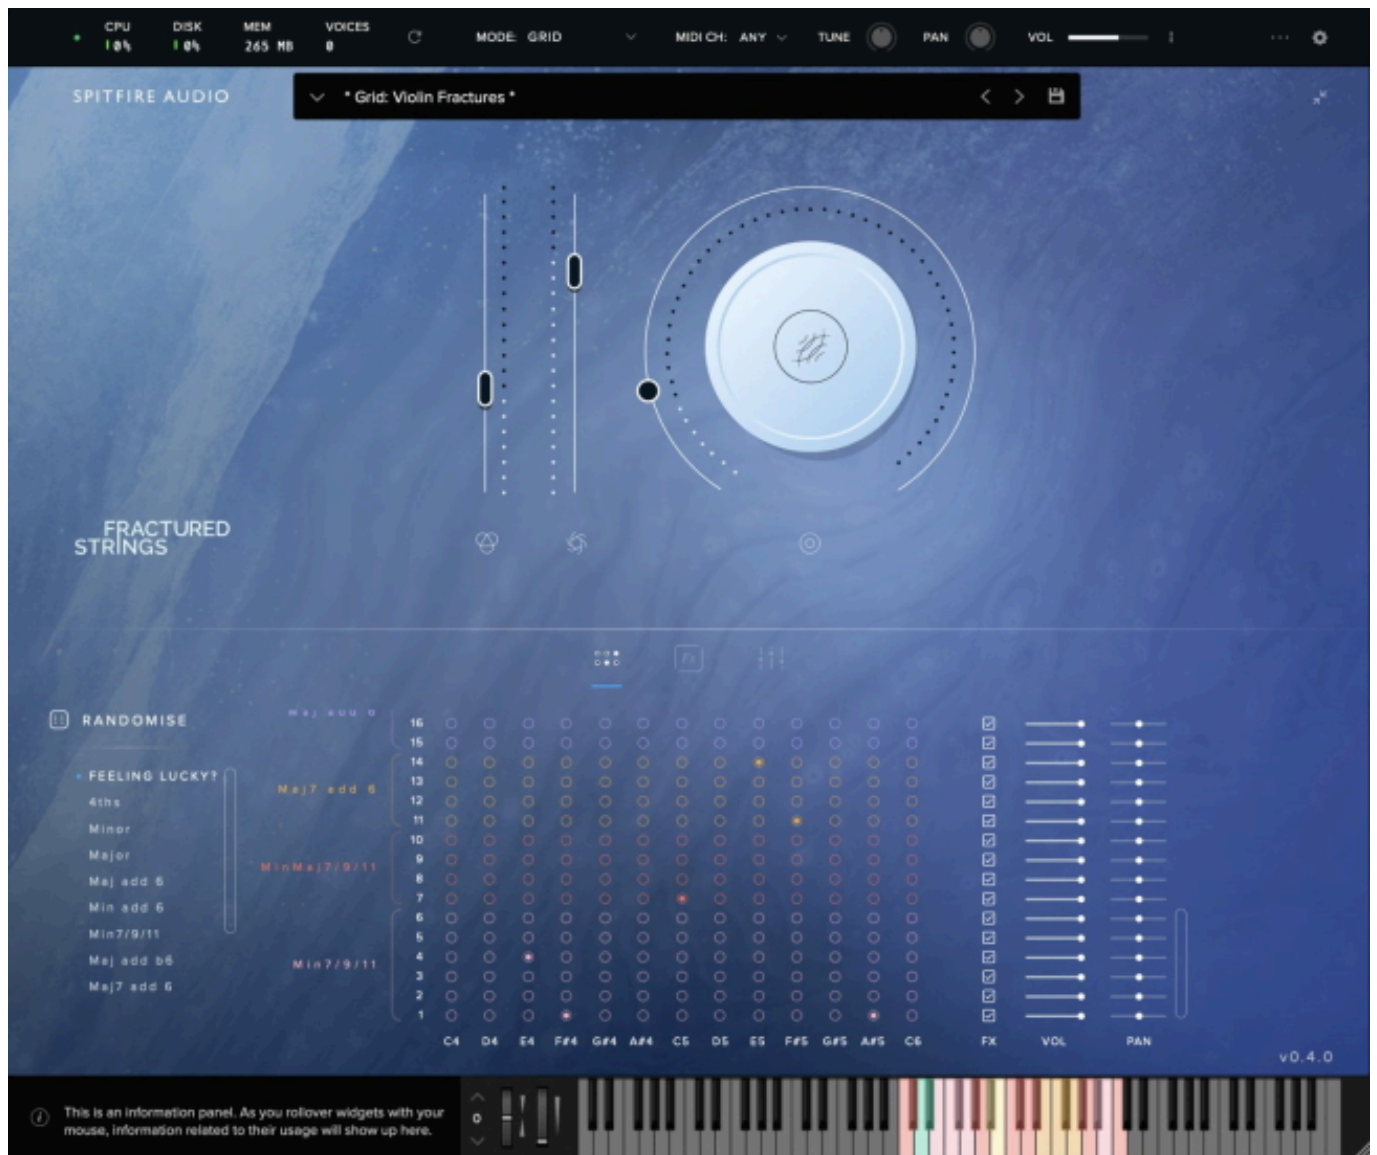 CPU DISK MEM VOICES
0% 0% 265 MB 0
MODE: GRID MIDI CH: ANY TUNE PAN VOL
SPITFIRE AUDIO
* Grid: Violin Fractures *
FRACTURED
STRINGS
FX
RANDOMISE
FEELING LUCKY?
4ths
Minor
Major
Maj add 6
Min add 6
Min7/9/11
Maj add b6
Maj7 add 6
Maj add 6
Maj7 add 6
MinMaj7/9/11
Min7/9/11
16
15
14
13
12
11
10
9
8
7
6
5
4
3
2
1
C4 D4 E4 F#4 G#4 A#4 C5 D5 E5 F#5 G#5 A#5 C6 FX VOL PAN
v0.4.0
This is an information panel. As you rollover widgets with your
mouse, information related to their usage will show up here.
0